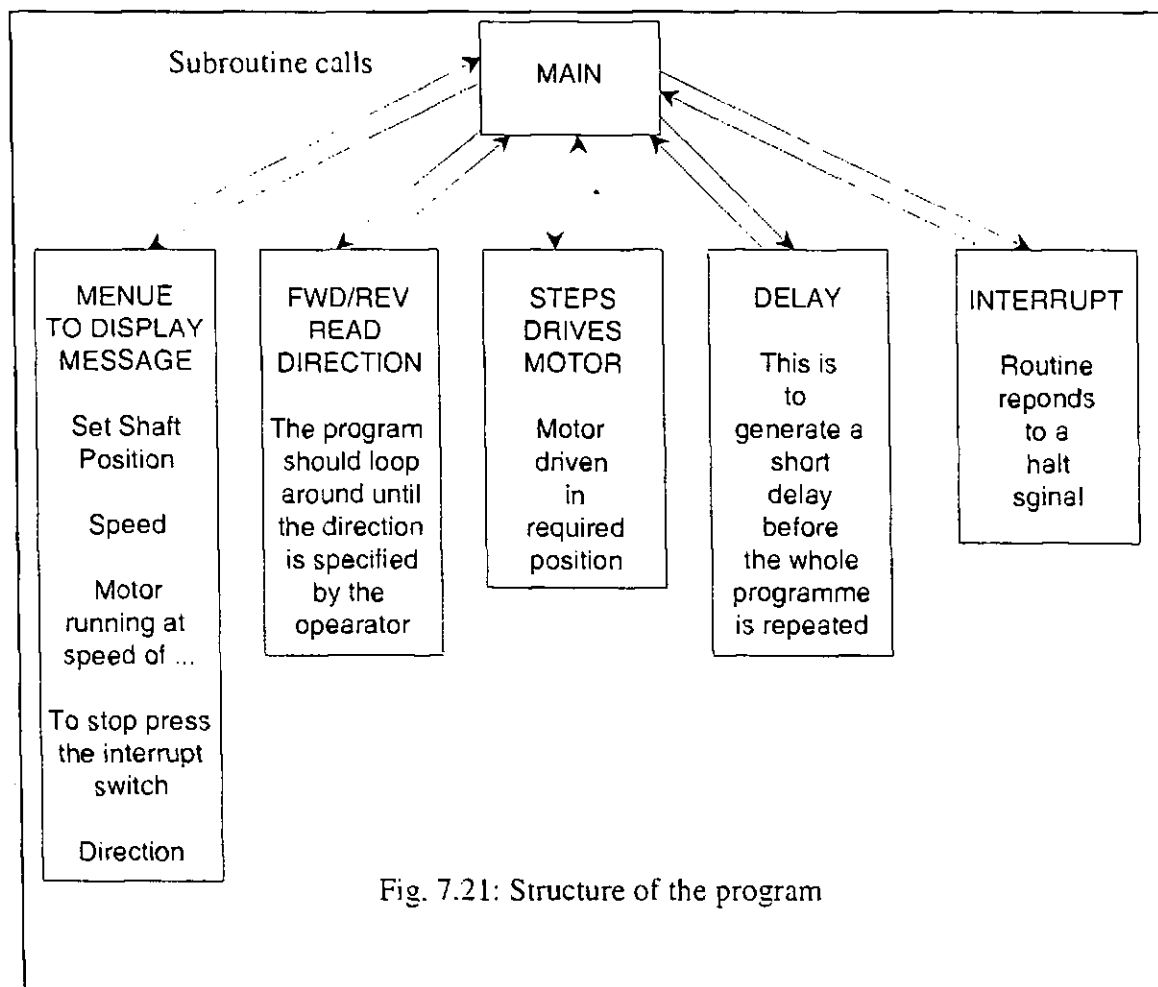 Subroutine calls
MAIN
MENUE
TO DISPLAY
MESSAGE
Set Shaft
Position
Speed
Motor
running at
speed of ...
To stop press
the interrupt
switch
Direction
FWD/REV
READ
DIRECTION
The program
should loop
around until
the direction
is specified
by the
opearator
STEPS
DRIVES
MOTOR
Motor
driven
in
required
position
DELAY
This is
to
generate a
short
delay
before
the whole
programme
is repeated
INTERRUPT
Routine
reponds
to a
halt
sginal
Fig. 7.21: Structure of the program